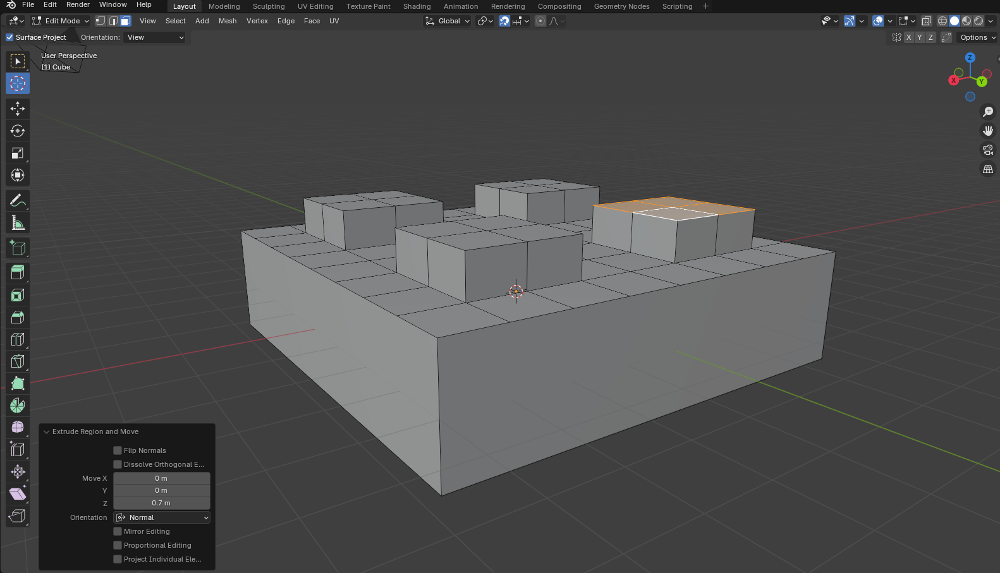 File Edit Render Window Help Layout Modeling Sculpting UV Editing Texture Paint Shading Animation Rendering Compositing Geometry Nodes Scripting +
Edit Mode View Select Add Mesh Vertex Edge Face UV Global
Surface Project Orientation: View X Y Z Options
User Perspective
(1) Cube
Z
X Y
Extrude Region and Move
Flip Normals
Dissolve Orthogonal E...
Move X 0 m
Y 0 m
Z 0.7 m
Orientation Normal
Mirror Editing
Proportional Editing
Project Individual Ele...